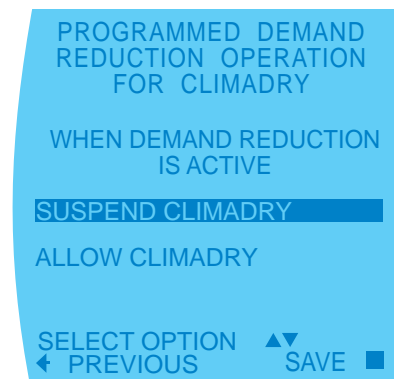 PROGRAMMED DEMAND
REDUCTION OPERATION
FOR CLIMADRY
WHEN DEMAND REDUCTION
IS ACTIVE
SUSPEND CLIMADRY
ALLOW CLIMADRY
SELECT OPTION ▲▼
← PREVIOUS SAVE ■